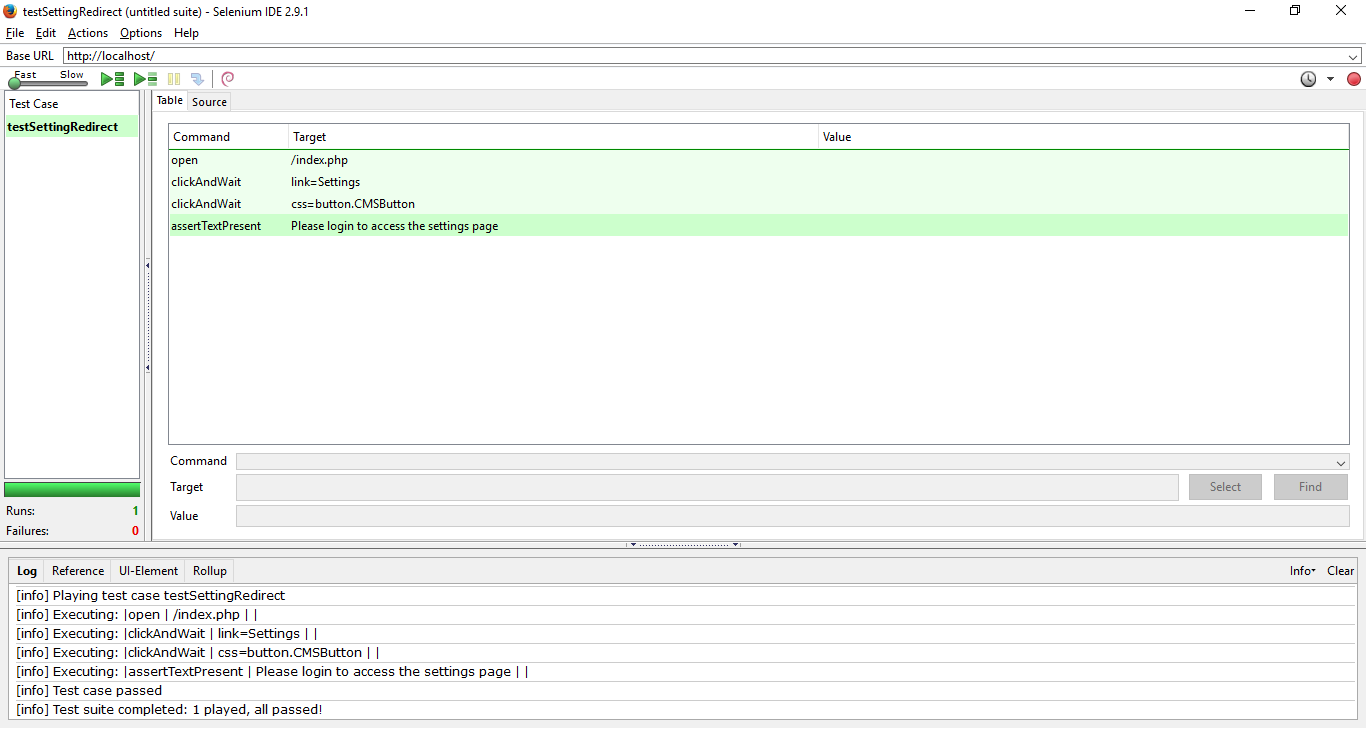 testSettingRedirect (untitled suite) - Selenium IDE 2.9.1
File Edit Actions Options Help
Base URL http://localhost/
Fast Slow
Test Case
testSettingRedirect
Table Source
Command Target Value
open /index.php
clickAndWait link=Settings
clickAndWait css=button.CMSButton
assertTextPresent Please login to access the settings page
Command
Target Select Find
Value
Runs: 1
Failures: 0
Log Reference UI-Element Rollup Info Clear
[info] Playing test case testSettingRedirect
[info] Executing: |open | /index.php | |
[info] Executing: |clickAndWait | link=Settings | |
[info] Executing: |clickAndWait | css=button.CMSButton | |
[info] Executing: |assertTextPresent | Please login to access the settings page | |
[info] Test case passed
[info] Test suite completed: 1 played, all passed!